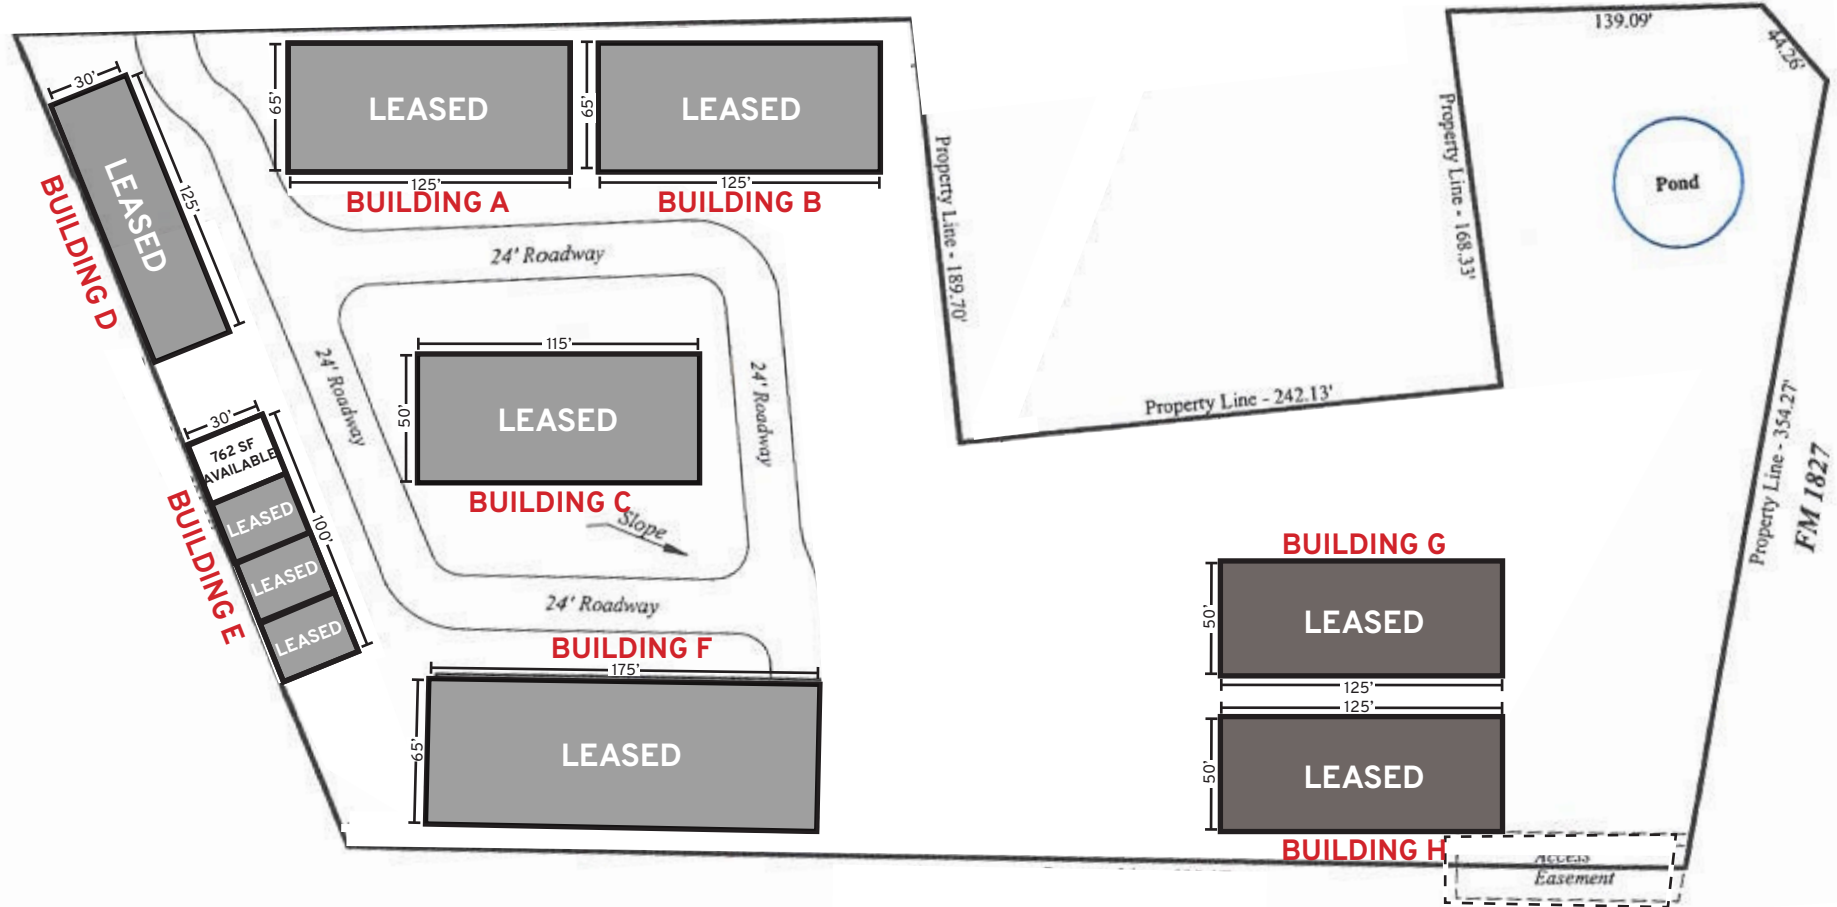 139.09'
44.26'
30'
65'
LEASED
65'
LEASED
LEASED
125'
125'
BUILDING A
125'
BUILDING B
BUILDING D
Property Line - 189.70'
Property Line - 168.33'
Pond
24' Roadway
115'
50'
LEASED
BUILDING C
24' Roadway
24' Roadway
Slope
Property Line - 242.13'
Property Line - 354.27'
FM 1827
30'
762 SF
AVAILABLE
LEASED
LEASED
LEASED
100'
BUILDING E
24' Roadway
BUILDING F
175'
65'
LEASED
BUILDING G
50'
LEASED
125'
125'
50'
LEASED
BUILDING H
Access
Easement